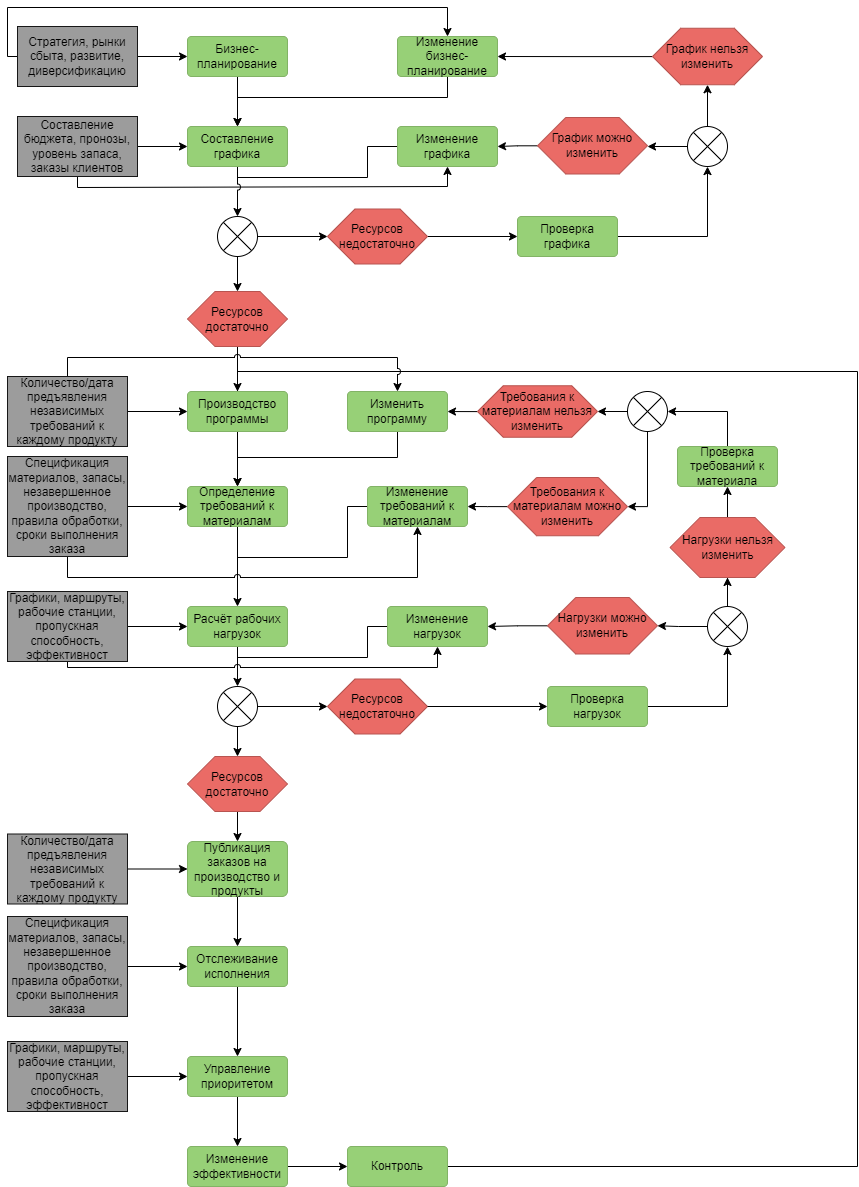 Стратегия, рынки
сбыта, развитие,
диверсификацию
Бизнес-
планирование
Изменение
бизнес-
планирование
График нельзя
изменить
Составление
бюджета, пронозы,
уровень запаса,
заказы клиентов
Составление
графика
Изменение
графика
График можно
изменить
Ресурсов
недостаточно
Проверка
графика
Ресурсов
достаточно
Количество/дата
предъявления
независимых
требований к
каждому продукту
Производство
программы
Изменить
программу
Требования к
материалам нельзя
изменить
Проверка
требований к
материала
Спецификация
материалов, запасы,
незавершенное
производство,
правила обработки,
сроки выполнения
заказа
Определение
требований к
материалам
Изменение
требований к
материалам
Требования к
материалам можно
изменить
Нагрузки нельзя
изменить
Графики, маршруты,
рабочие станции,
пропускная
способность,
эффективност
Расчёт рабочих
нагрузок
Изменение
нагрузок
Нагрузки можно
изменить
Ресурсов
недостаточно
Проверка
нагрузок
Ресурсов
достаточно
Количество/дата
предъявления
независимых
требований к
каждому продукту
Публикация
заказов на
производство и
продукты
Спецификация
материалов, запасы,
незавершенное
производство,
правила обработки,
сроки выполнения
заказа
Отслеживание
исполнения
Графики, маршруты,
рабочие станции,
пропускная
способность,
эффективност
Управление
приоритетом
Изменение
эффективности
Контроль